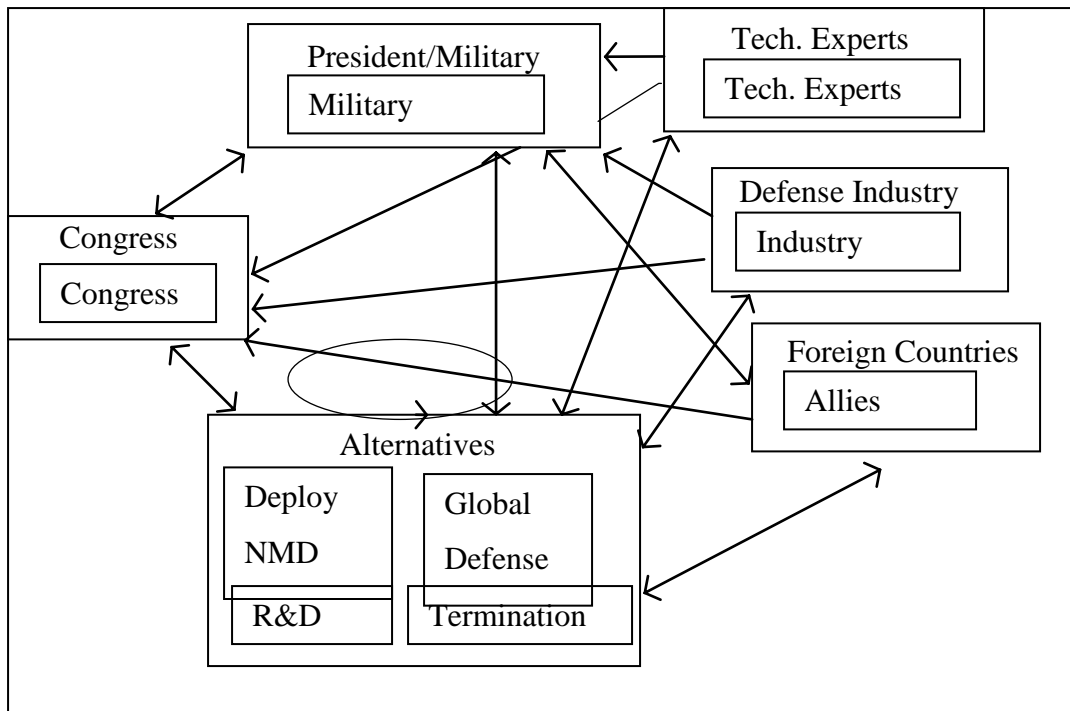 President/Military
Military
Tech. Experts
Tech. Experts
Defense Industry
Industry
Congress
Congress
Foreign Countries
Allies
Alternatives
Deploy
NMD
Global
Defense
R&D
Termination